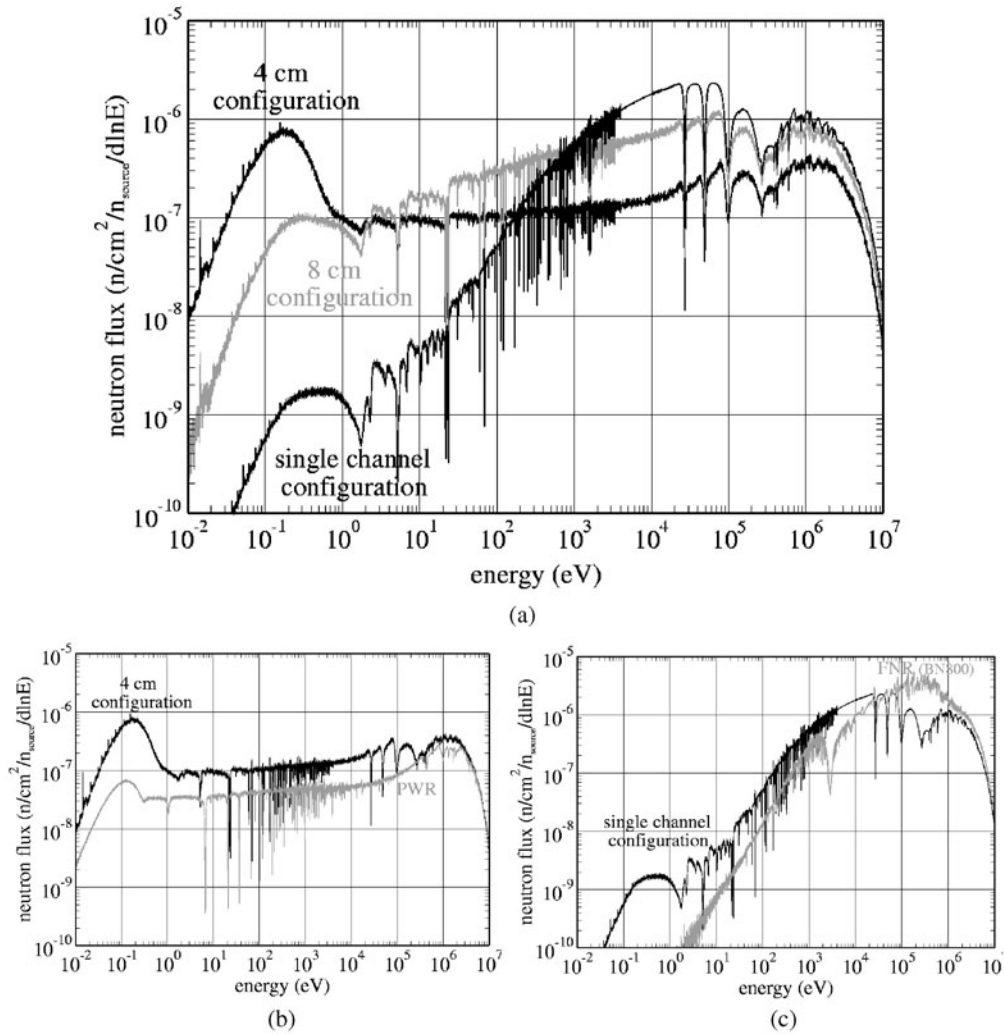 10⁻⁵
4 cm
configuration
10⁻⁶
10⁻⁷
8 cm
configuration
10⁻⁸
10⁻⁹
single channel
configuration
10⁻¹⁰
neutron flux (n/cm²/n_source/dlnE)
10⁻² 10⁻¹ 10⁰ 10¹ 10² 10³ 10⁴ 10⁵ 10⁶ 10⁷
energy (eV)
(a)
10⁻⁵
4 cm
configuration
10⁻⁶
10⁻⁷
PWR
10⁻⁸
10⁻⁹
10⁻¹⁰
neutron flux (n/cm²/n_source/dlnE)
10⁻² 10⁻¹ 10⁰ 10¹ 10² 10³ 10⁴ 10⁵ 10⁶ 10⁷
energy (eV)
(b)
10⁻⁵
FNR (BN800)
10⁻⁶
10⁻⁷
single channel
configuration
10⁻⁸
10⁻⁹
10⁻¹⁰
neutron flux (n/cm²/n_source/dlnE)
10⁻² 10⁻¹ 10⁰ 10¹ 10² 10³ 10⁴ 10⁵ 10⁶ 10⁷
energy (eV)
(c)